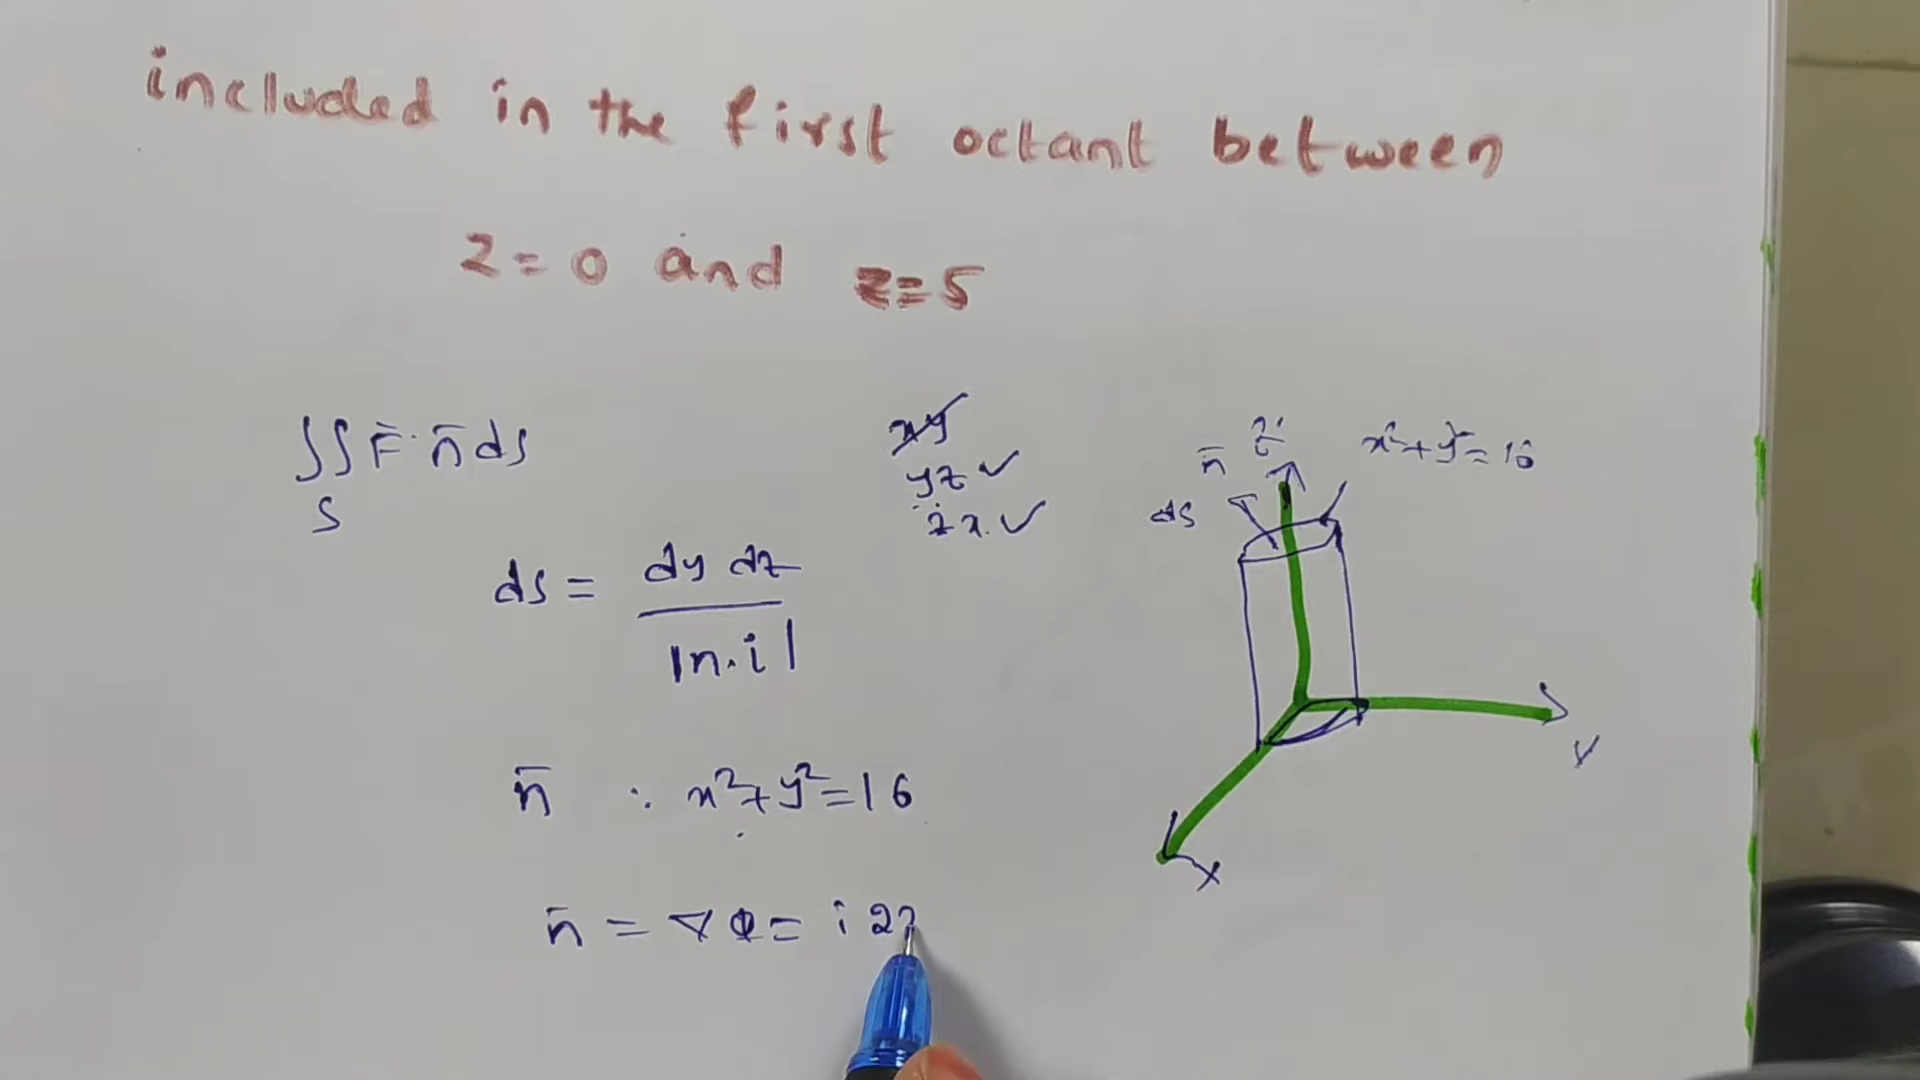 included in the first octant between
z=0 and z=5
∬ F̄·n̄ ds
S
xy
yz ✓
zx. ✓
ds = dy dz
|n.i|
n̄ : x²+y²=16
n̄ = ∇φ = i 2x
n̄ z
x²+y²=16
ds
y
x